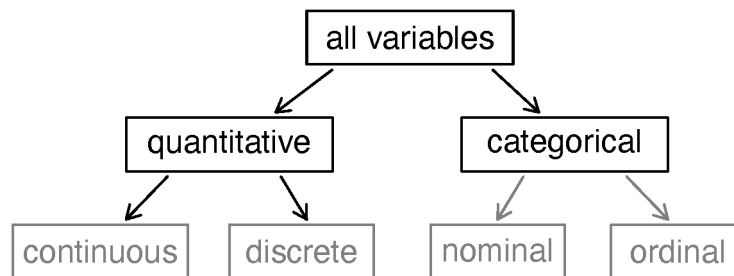 all variables
quantitative
categorical
continuous
discrete
nominal
ordinal